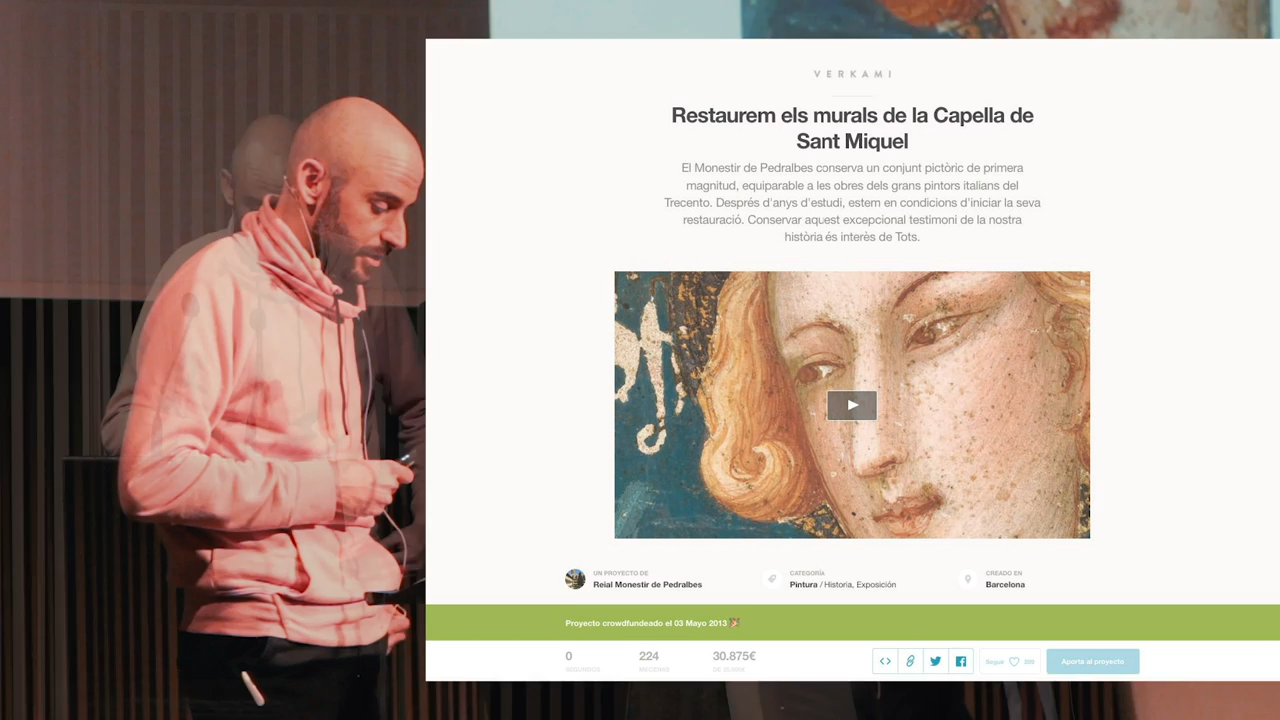 VERKAMI
Restaurem els murals de la Capella de
Sant Miquel
El Monestir de Pedralbes conserva un conjunt pictòric de primera
magnitud, equiparable a les obres dels grans pintors italians del
Trecento. Després d'anys d'estudi, estem en condicions d'iniciar la seva
restauració. Conservar aquest excepcional testimoni de la nostra
història és interès de Tots.
UN PROYECTO DE
Reial Monestir de Pedralbes
CATEGORÍA
Pintura / Historia, Exposición
CREADO EN
Barcelona
Proyecto crowdfundeado el 03 Mayo 2013 🎉
0
SEGUNDOS
224
MECENAS
30.875€
Seguir
Aporta al proyecto